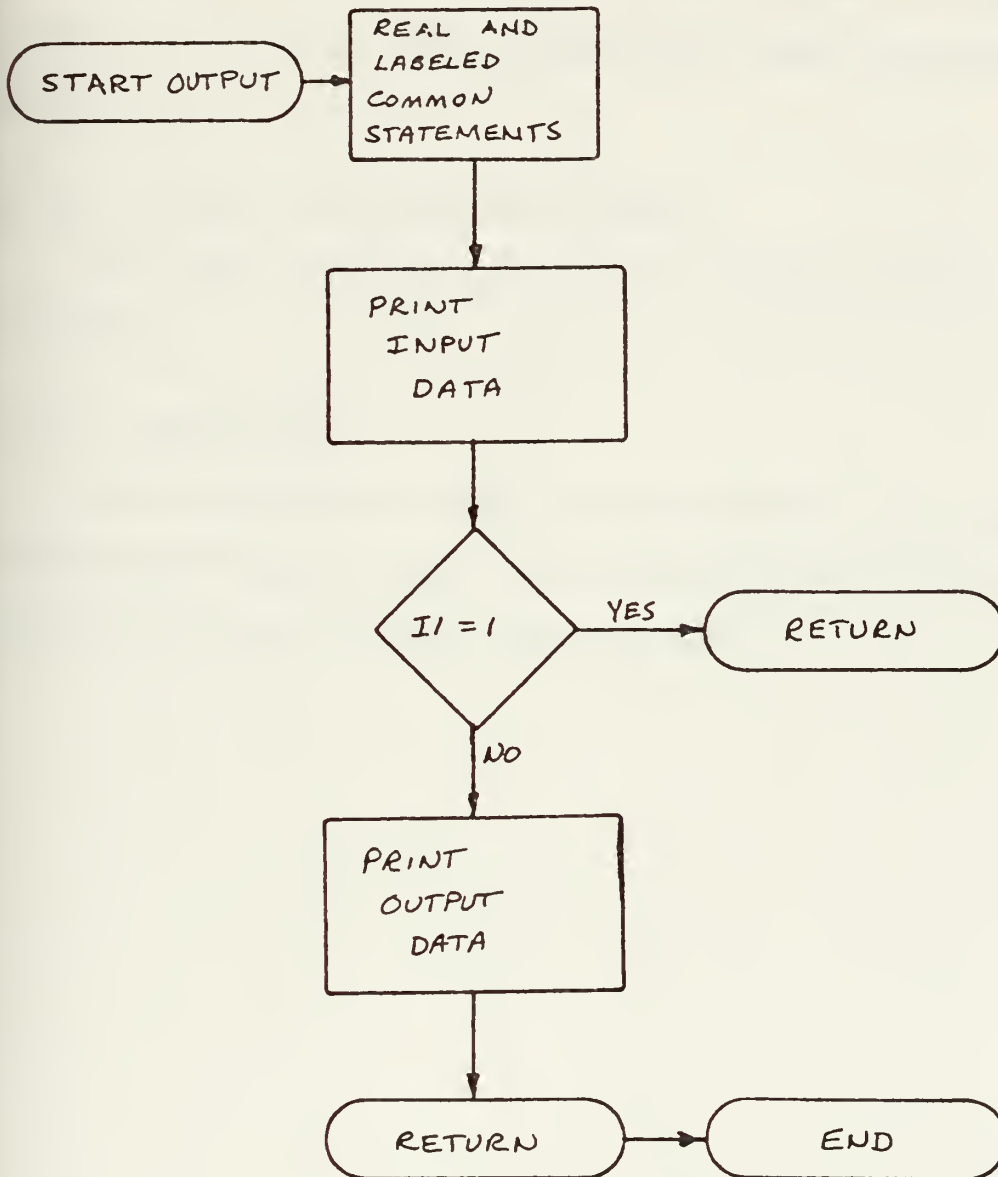 START OUTPUT
REAL AND
LABELED
COMMON
STATEMENTS
PRINT
INPUT
DATA
I1 = 1
YES
RETURN
NO
PRINT
OUTPUT
DATA
RETURN
END